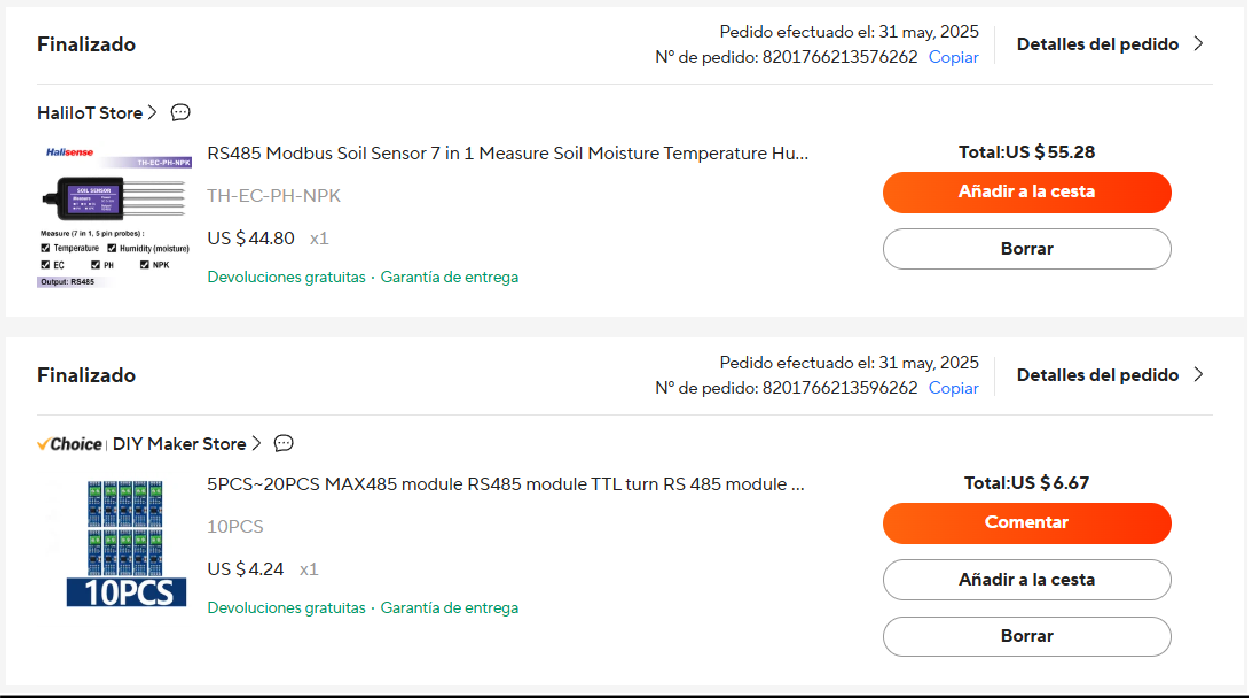 Finalizado
Pedido efectuado el: 31 may, 2025
Nº de pedido: 8201766213576262 Copiar
Detalles del pedido
HaliIoT Store
Halisense
TH-EC-PH-NPK
SOIL SENSOR
Measure (7 in 1, 5 pin probes) :
Temperature Humidity (moisture)
EC PH NPK
Output: RS485
RS485 Modbus Soil Sensor 7 in 1 Measure Soil Moisture Temperature Hu...
TH-EC-PH-NPK
US $44.80 x1
Devoluciones gratuitas · Garantía de entrega
Total:US $55.28
Añadir a la cesta
Borrar
Finalizado
Pedido efectuado el: 31 may, 2025
Nº de pedido: 8201766213596262 Copiar
Detalles del pedido
Choice | DIY Maker Store
10PCS
5PCS~20PCS MAX485 module RS485 module TTL turn RS 485 module ...
10PCS
US $4.24 x1
Devoluciones gratuitas · Garantía de entrega
Total:US $6.67
Comentar
Añadir a la cesta
Borrar